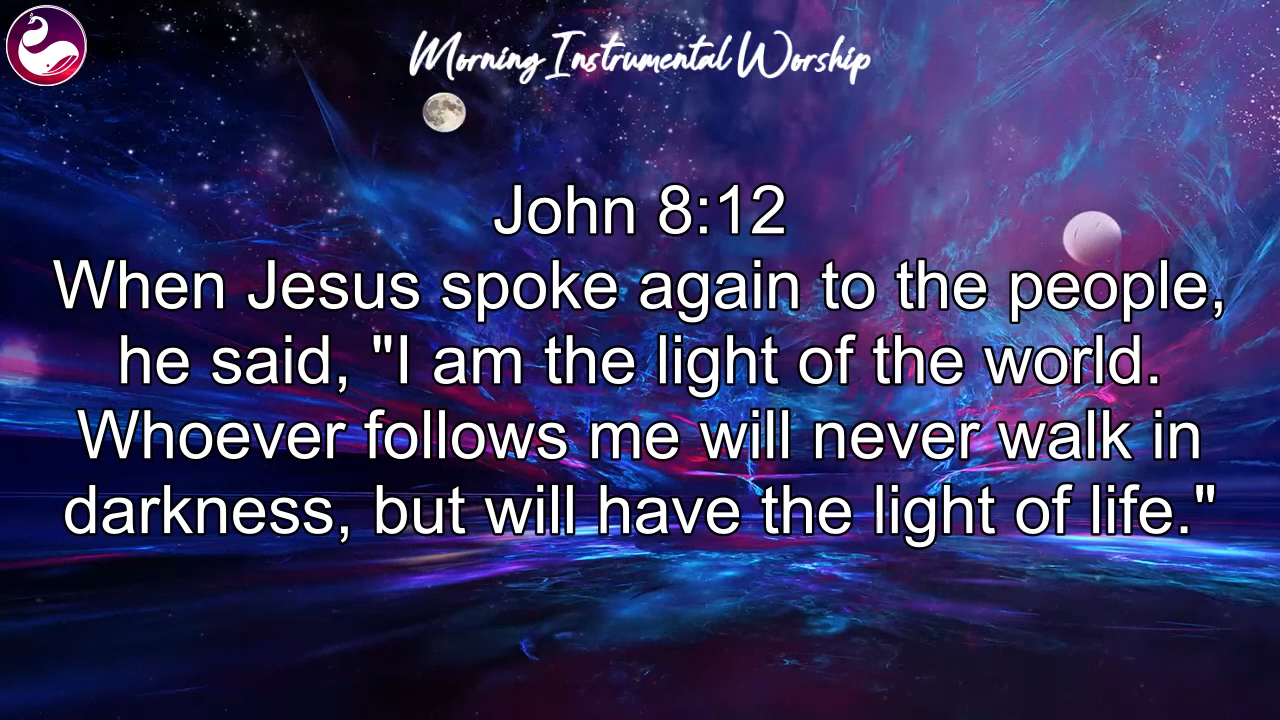 Morning Instrumental Worship
John 8:12
When Jesus spoke again to the people,
he said, "I am the light of the world.
Whoever follows me will never walk in
darkness, but will have the light of life."